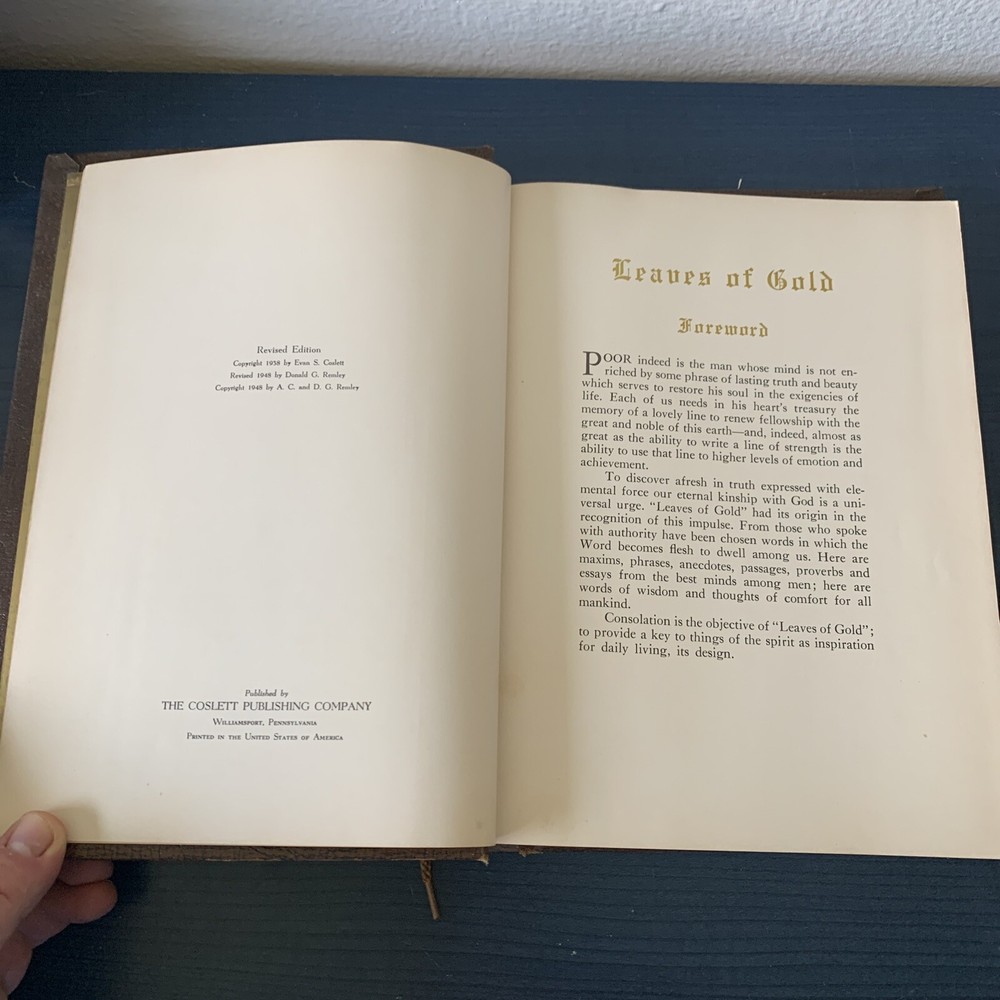 Revised Edition
Copyright 1938 by Evan S. Coslett
Revised 1948 by Donald G. Remley
Copyright 1948 by A. C. and D. G. Remley
Published by
THE COSLETT PUBLISHING COMPANY
Williamsport, Pennsylvania
Printed in the United States of America
Leaves of Gold
Foreword
POOR indeed is the man whose mind is not en-
riched by some phrase of lasting truth and beauty
which serves to restore his soul in the exigencies of
life. Each of us needs in his heart's treasury the
memory of a lovely line to renew fellowship with the
great and noble of this earth—and, indeed, almost as
great as the ability to write a line of strength is the
ability to use that line to higher levels of emotion and
achievement.
To discover afresh in truth expressed with ele-
mental force our eternal kinship with God is a uni-
versal urge. "Leaves of Gold" had its origin in the
recognition of this impulse. From those who spoke
with authority have been chosen words in which the
Word becomes flesh to dwell among us. Here are
maxims, phrases, anecdotes, passages, proverbs and
essays from the best minds among men; here are
words of wisdom and thoughts of comfort for all
mankind.
Consolation is the objective of "Leaves of Gold";
to provide a key to things of the spirit as inspiration
for daily living, its design.